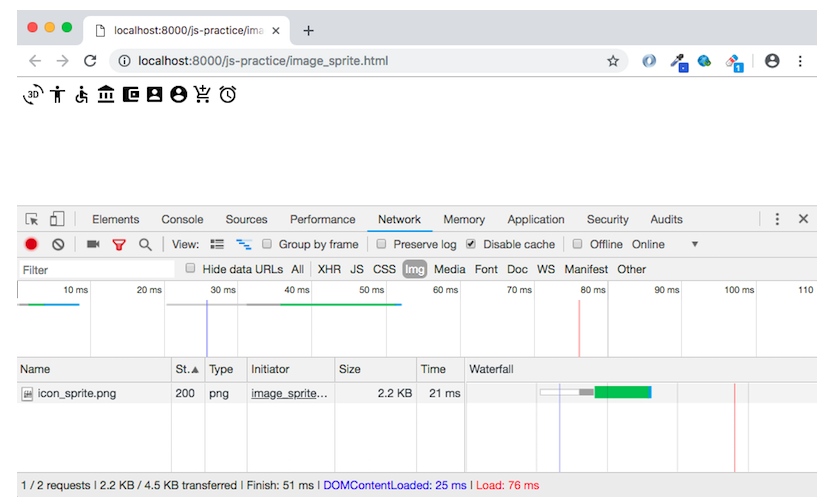 localhost:8000/js-practice/ima
localhost:8000/js-practice/image_sprite.html
1
3D
Elements Console Sources Performance Network Memory Application Security Audits
View: Group by frame Preserve log Disable cache Offline Online
Filter Hide data URLs All XHR JS CSS Img Media Font Doc WS Manifest Other
10 ms 20 ms 30 ms 40 ms 50 ms 60 ms 70 ms 80 ms 90 ms 100 ms 110
Name St. Type Initiator Size Time Waterfall
icon_sprite.png 200 png image_sprite... 2.2 KB 21 ms
1 / 2 requests | 2.2 KB / 4.5 KB transferred | Finish: 51 ms | DOMContentLoaded: 25 ms | Load: 76 ms